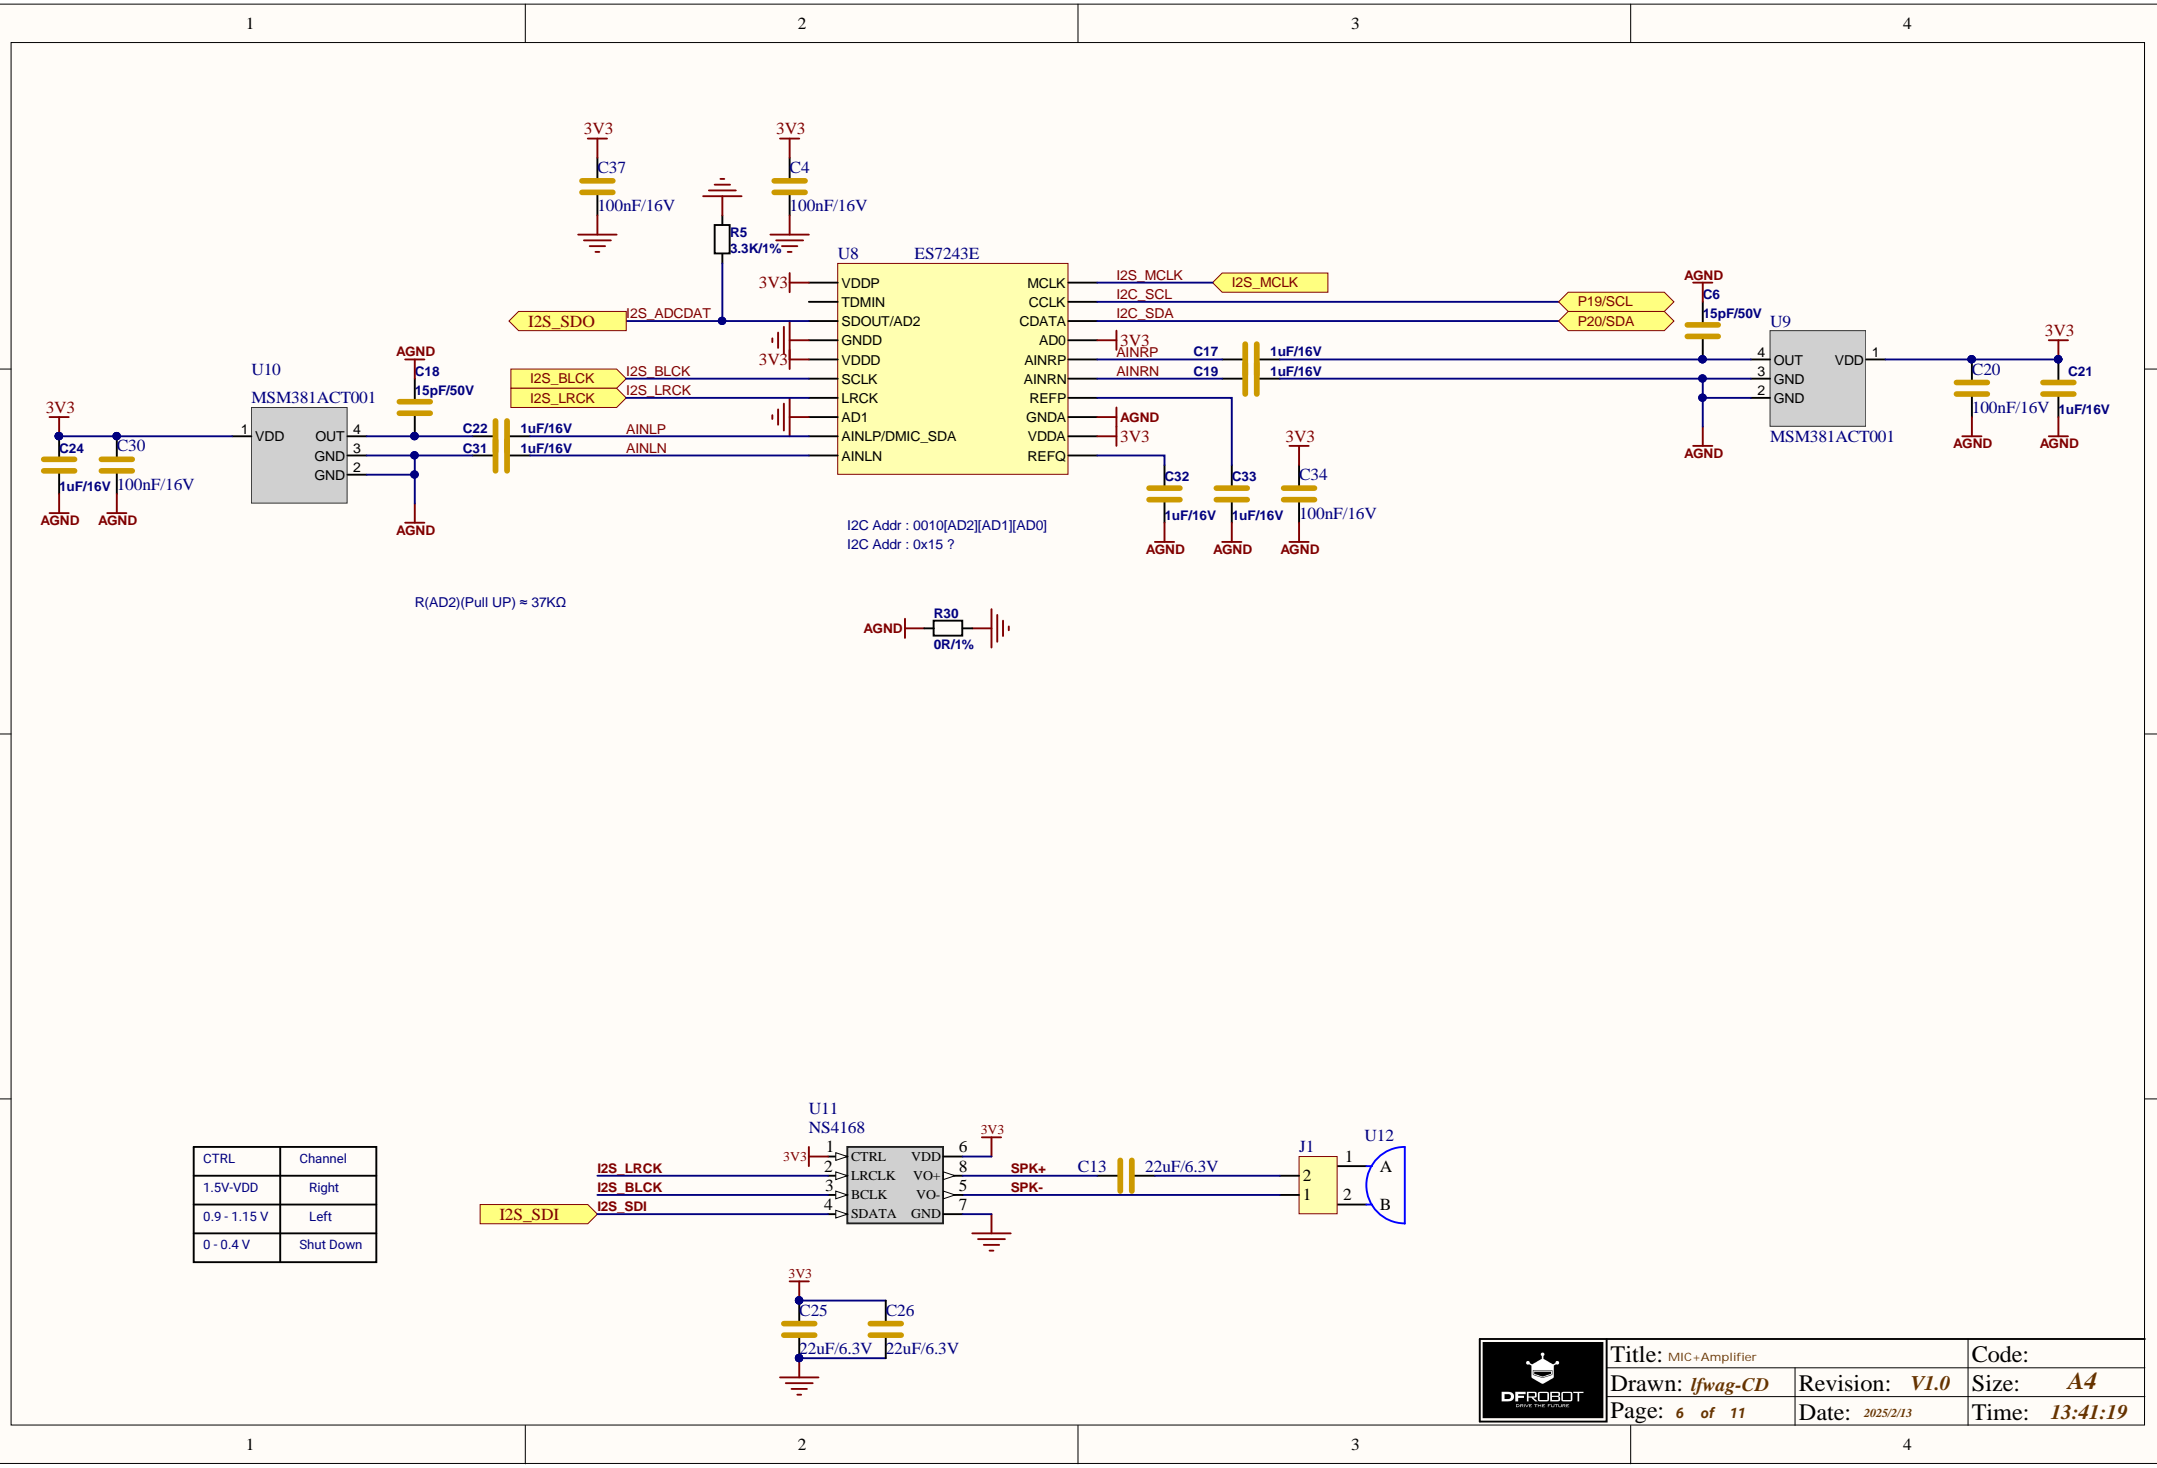 1 2 3 4
3V3 3V3
C37 C4
100nF/16V 100nF/16V
R5
3.3K/1%
U8 ES7243E
3V3 VDDP MCLK I2S_MCLK I2S_MCLK
TDMIN CCLK I2C_SCL P19/SCL
I2S_SDO I2S_ADCDAT SDOUT/AD2 CDATA I2C_SDA P20/SDA
GNDD AD0 3V3
3V3 VDDD AINRP AINRP C17 1uF/16V
I2S_BLCK I2S_BLCK SCLK AINRN AINRN C19 1uF/16V
I2S_LRCK I2S_LRCK LRCK REFP
AD1 GNDA AGND
AINLP/DMIC_SDA VDDA 3V3
AINLN REFQ
AGND
C6
15pF/50V
U9
4 OUT VDD 1
3 GND
2 GND
MSM381ACT001
AGND
3V3
C20 C21
100nF/16V 1uF/16V
AGND AGND
U10
MSM381ACT001
AGND
C18
15pF/50V
3V3
1 VDD OUT 4
GND 3
GND 2
C24 C30
1uF/16V 100nF/16V
AGND AGND
AGND
C22 1uF/16V AINLP
C31 1uF/16V AINLN
3V3
C32 C33 C34
1uF/16V 1uF/16V 100nF/16V
AGND AGND AGND
I2C Addr : 0010[AD2][AD1][AD0]
I2C Addr : 0x15 ?
R(AD2)(Pull UP) ≈ 37KΩ
R30
AGND
0R/1%
CTRL Channel
1.5V-VDD Right
0.9 - 1.15 V Left
0 - 0.4 V Shut Down
U11
NS4168
3V3 1 CTRL VDD 6 3V3
I2S_LRCK 2 LRCLK VO+ 8 SPK+ C13 22uF/6.3V
I2S_BLCK 3 BCLK VO- 5 SPK-
I2S_SDI I2S_SDI 4 SDATA GND 7
J1 U12
2 1 A
1 2 B
3V3
C25 C26
22uF/6.3V 22uF/6.3V
DFROBOT
DRIVE THE FUTURE
Title: MIC+Amplifier Code:
Drawn: lfwag-CD Revision: V1.0 Size: A4
Page: 6 of 11 Date: 2025/2/13 Time: 13:41:19
1 2 3 4